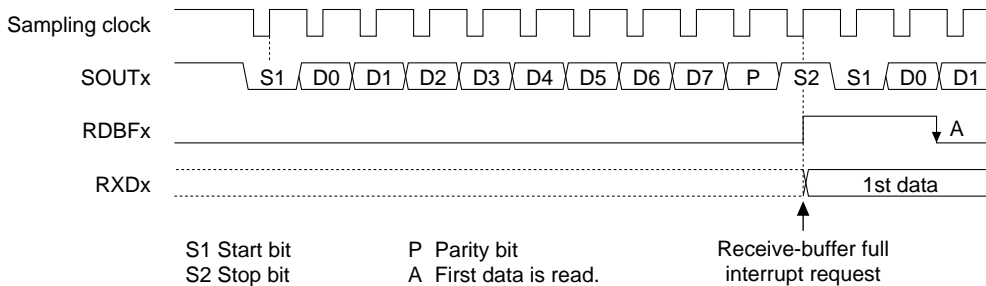 Sampling clock
SOUTx S1 D0 D1 D2 D3 D4 D5 D6 D7 P S2 S1 D0 D1
RDBFx A
RXDx 1st data
S1 Start bit P Parity bit Receive-buffer full
S2 Stop bit A First data is read. interrupt request